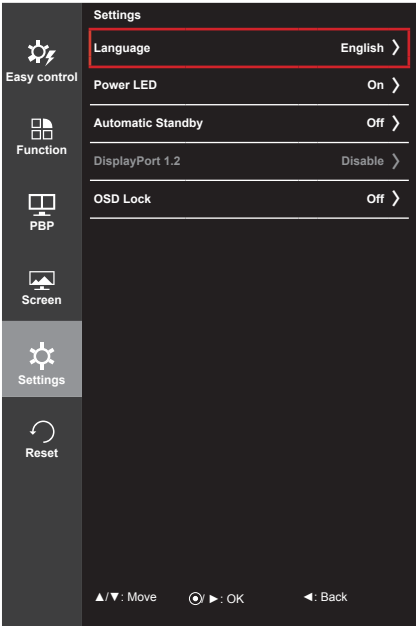 Easy control
Function
PBP
Screen
Settings
Reset
Settings
Language English
Power LED On
Automatic Standby Off
DisplayPort 1.2 Disable
OSD Lock Off
▲/▼: Move ⦿/ ►: OK ◄: Back